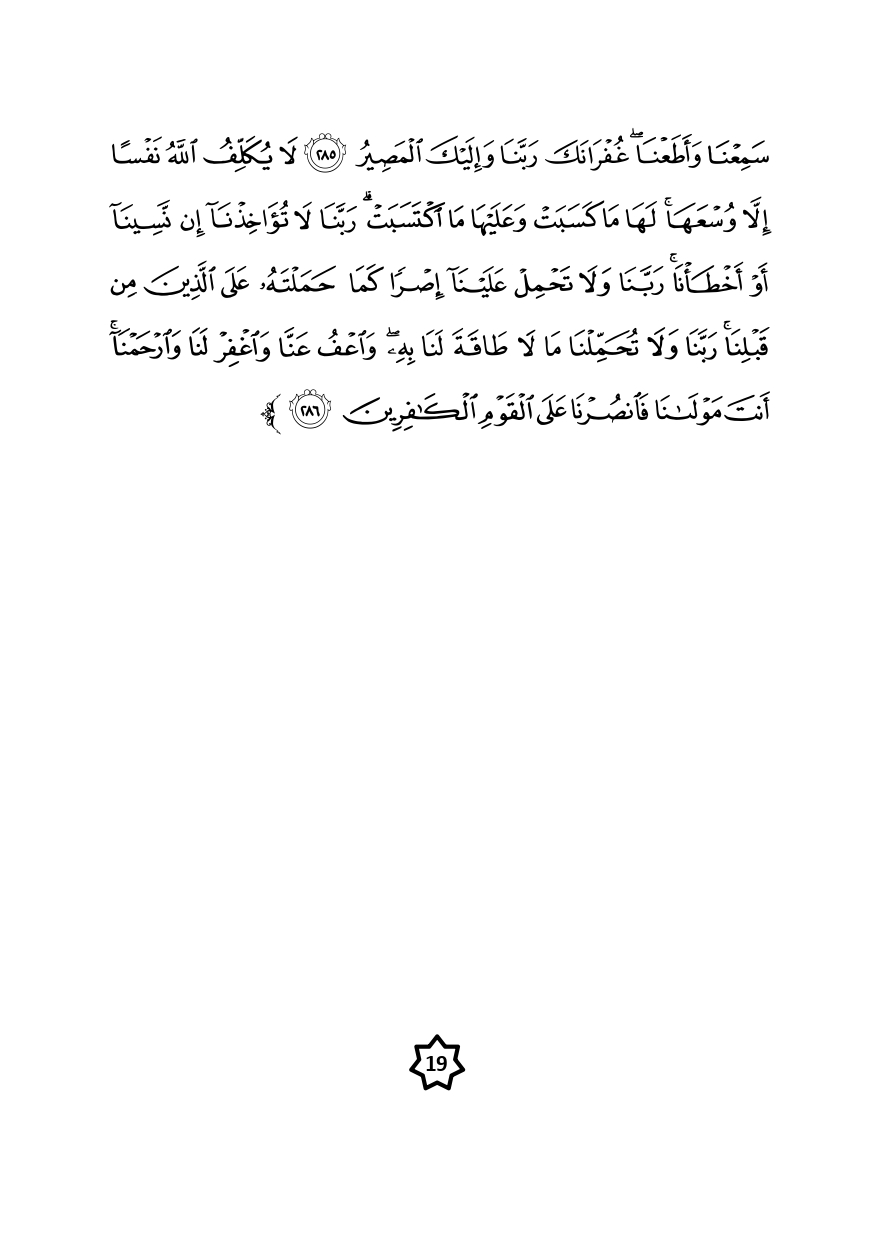 سَمِعۡنَا وَأَطَعۡنَاۖ غُفۡرَانَكَ رَبَّنَا وَإِلَيۡكَ ٱلۡمَصِيرُ ٢٨٥ لَا يُكَلِّفُ ٱللَّهُ نَفۡسًا
إِلَّا وُسۡعَهَاۚ لَهَا مَا كَسَبَتۡ وَعَلَيۡهَا مَا ٱكۡتَسَبَتۡۗ رَبَّنَا لَا تُؤَاخِذۡنَآ إِن نَّسِينَآ
أَوۡ أَخۡطَأۡنَاۚ رَبَّنَا وَلَا تَحۡمِلۡ عَلَيۡنَآ إِصۡرٗا كَمَا حَمَلۡتَهُۥ عَلَى ٱلَّذِينَ مِن
قَبۡلِنَاۚ رَبَّنَا وَلَا تُحَمِّلۡنَا مَا لَا طَاقَةَ لَنَا بِهِۦۖ وَٱعۡفُ عَنَّا وَٱغۡفِرۡ لَنَا وَٱرۡحَمۡنَآۚ
أَنتَ مَوۡلَىٰنَا فَٱنصُرۡنَا عَلَى ٱلۡقَوۡمِ ٱلۡكَٰفِرِينَ ٢٨٦ ﴾
19